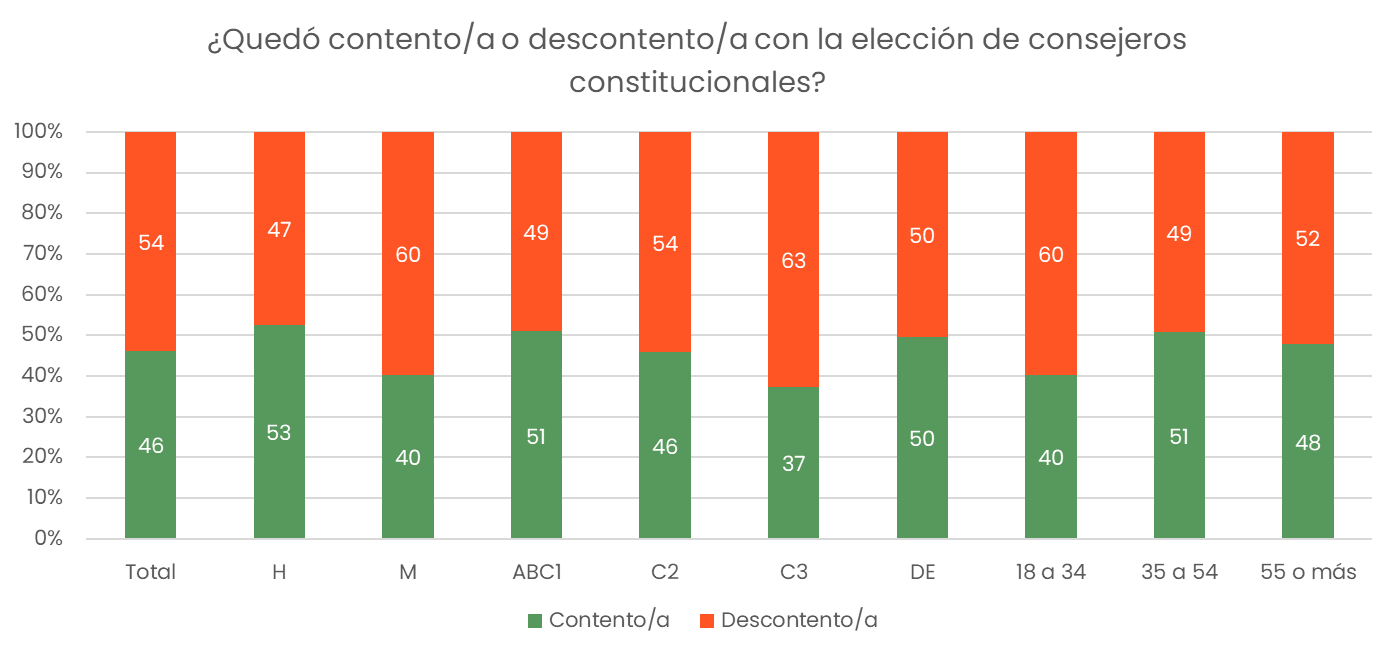 ¿Quedó contento/a o descontento/a con la elección de consejeros
constitucionales?
100%
90%
80%
70%
60%
50%
40%
30%
20%
10%
0%
54 47 60 49 54 63 50 60 49 52
46 53 40 51 46 37 50 40 51 48
Total H M ABC1 C2 C3 DE 18 a 34 35 a 54 55 o más
Contento/a Descontento/a